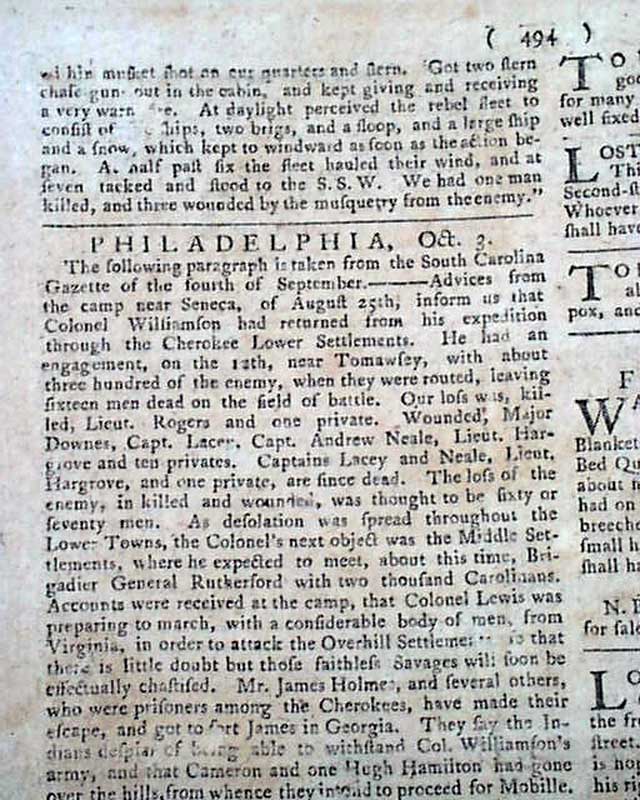 ( 494 )
his musket shot on our quarters and stern. Got two stern
chase guns out in the cabin, and kept giving and receiving
a very warm. At daylight perceived the rebel fleet to
consist of ships, two brigs, and a sloop, and a large ship
and a snow, which kept to windward as soon as the action be-
gan. At half past six the fleet hauled their wind, and at
seven tacked and stood to the S. S. W. We had one man
killed, and three wounded by the musquetry from the enemy."
PHILADELPHIA, Oct. 3.
The following paragraph is taken from the South Carolina
Gazette of the fourth of September.———Advices from
the camp near Seneca, of August 25th, inform us that
Colonel Williamson had returned from his expedition
through the Cherokee Lower Settlements. He had an
engagement, on the 12th, near Tomawsey, with about
three hundred of the enemy, when they were routed, leaving
sixteen men dead on the field of battle. Our loss was, kil-
led, Lieut. Rogers and one private. Wounded, Major
Downes, Capt. Lacey, Capt. Andrew Neale, Lieut. Har-
grove and ten privates. Captains Lacey and Neale, Lieut.
Hargrove, and one private, are since dead. The loss of the
enemy, in killed and wounded, was thought to be sixty or
seventy men. As desolation was spread throughout the
Lower Towns, the Colonel's next object was the Middle Set-
tlements, where he expected to meet, about this time, Bri-
gadier General Rutherford with two thousand Carolinans.
Accounts were received at the camp, that Colonel Lewis was
preparing to march, with a considerable body of men, from
Virginia, in order to attack the Overhill so that
there is little doubt but those faithless Savages will soon be
effectually chastised. Mr. James Holmes, and several others,
who were prisoners among the Cherokees, have made their
escape, and got to fort James in Georgia. They say the In-
dians despair of being able to withstand Col. Williamson's
army, and that Cameron and one Hugh Hamilton had gone
over the hills, from whence they intend to proceed for Mobille.
TO
go
for many
well fixed
LOST
Thi
Second-st
Whoever
shall have
TO
al
pox, and
F
WA
Blanket
Bed Qu
about
had on
breeche
small h
shall ha
N. B
for sale
LO
the fr
street.
is hop
his ri